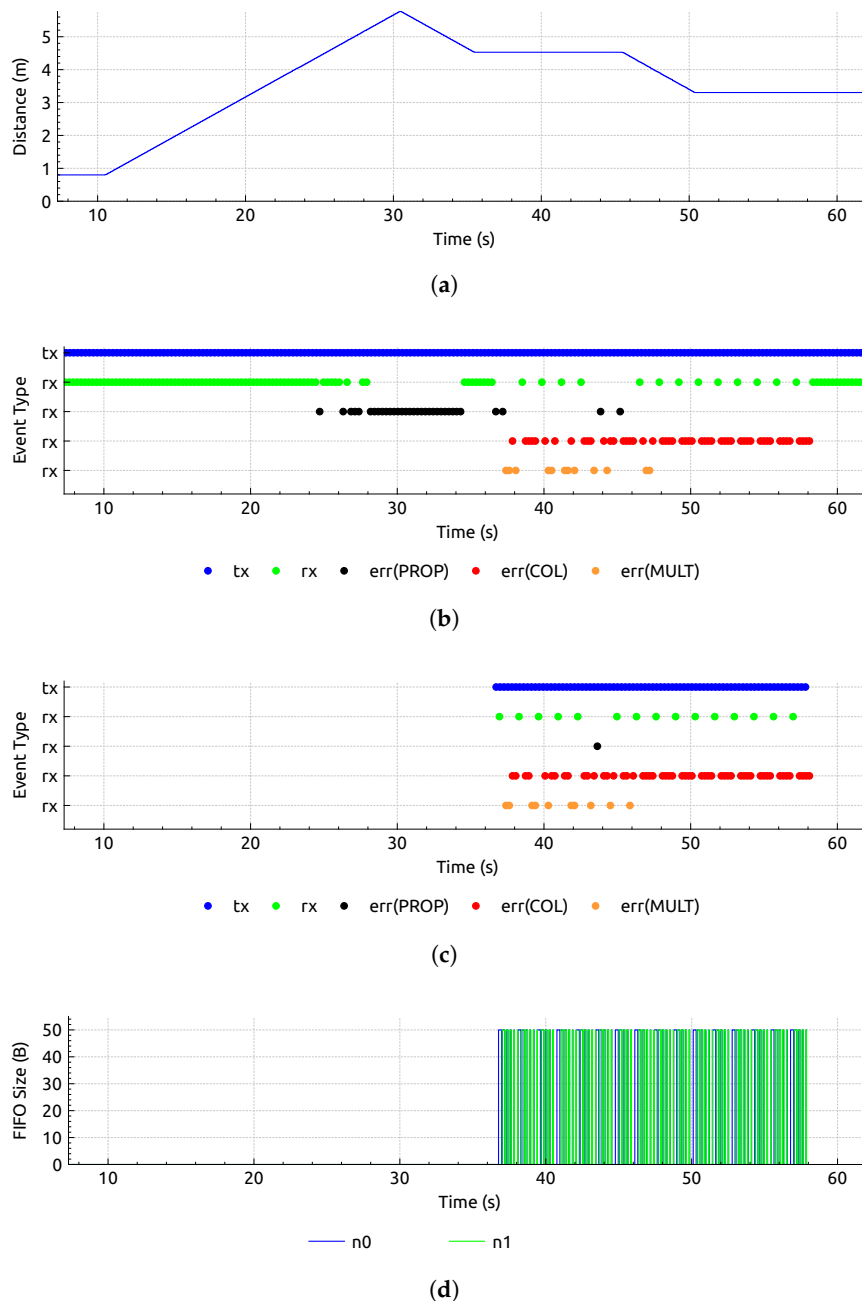 5
4
3
2
1
0
Distance (m)
10 20 30 40 50 60
Time (s)
(a)
tx
rx
rx
rx
rx
Event Type
10 20 30 40 50 60
Time (s)
tx rx err(PROP) err(COL) err(MULT)
(b)
tx
rx
rx
rx
rx
Event Type
10 20 30 40 50 60
Time (s)
tx rx err(PROP) err(COL) err(MULT)
(c)
50
40
30
20
10
0
FIFO Size (B)
10 20 30 40 50 60
Time (s)
n0 n1
(d)